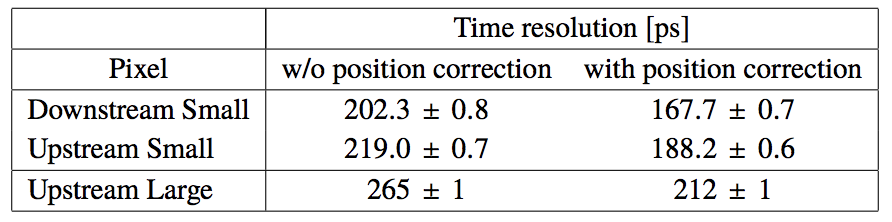 Time resolution [ps]
Pixel w/o position correction with position correction
Downstream Small 202.3 ± 0.8 167.7 ± 0.7
Upstream Small 219.0 ± 0.7 188.2 ± 0.6
Upstream Large 265 ± 1 212 ± 1